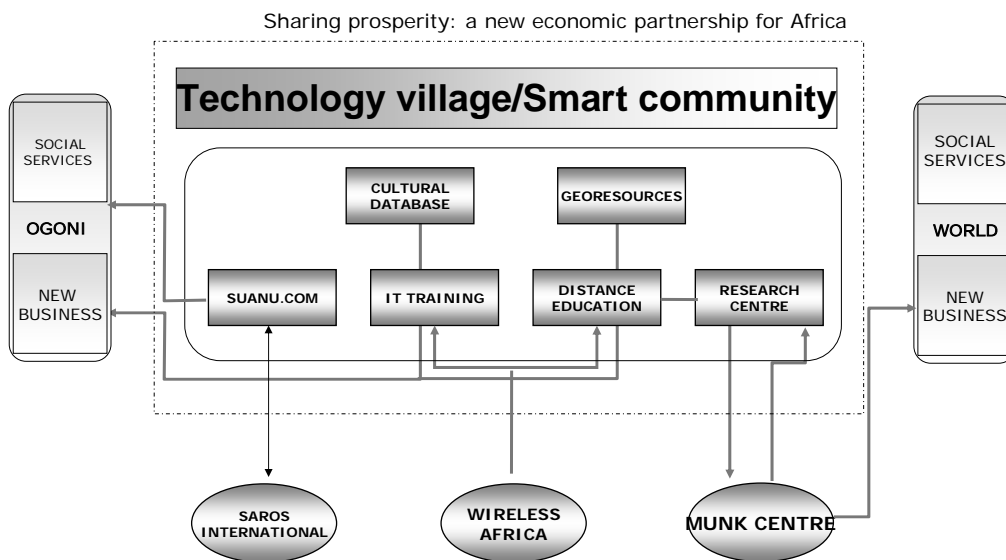 Sharing prosperity: a new economic partnership for Africa
Technology village/Smart community
SOCIAL
SERVICES
OGONI
NEW
BUSINESS
CULTURAL
DATABASE
GEORESOURCES
SUANU.COM
IT TRAINING
DISTANCE
EDUCATION
RESEARCH
CENTRE
SOCIAL
SERVICES
WORLD
NEW
BUSINESS
SAROS
INTERNATIONAL
WIRELESS
AFRICA
MUNK CENTRE